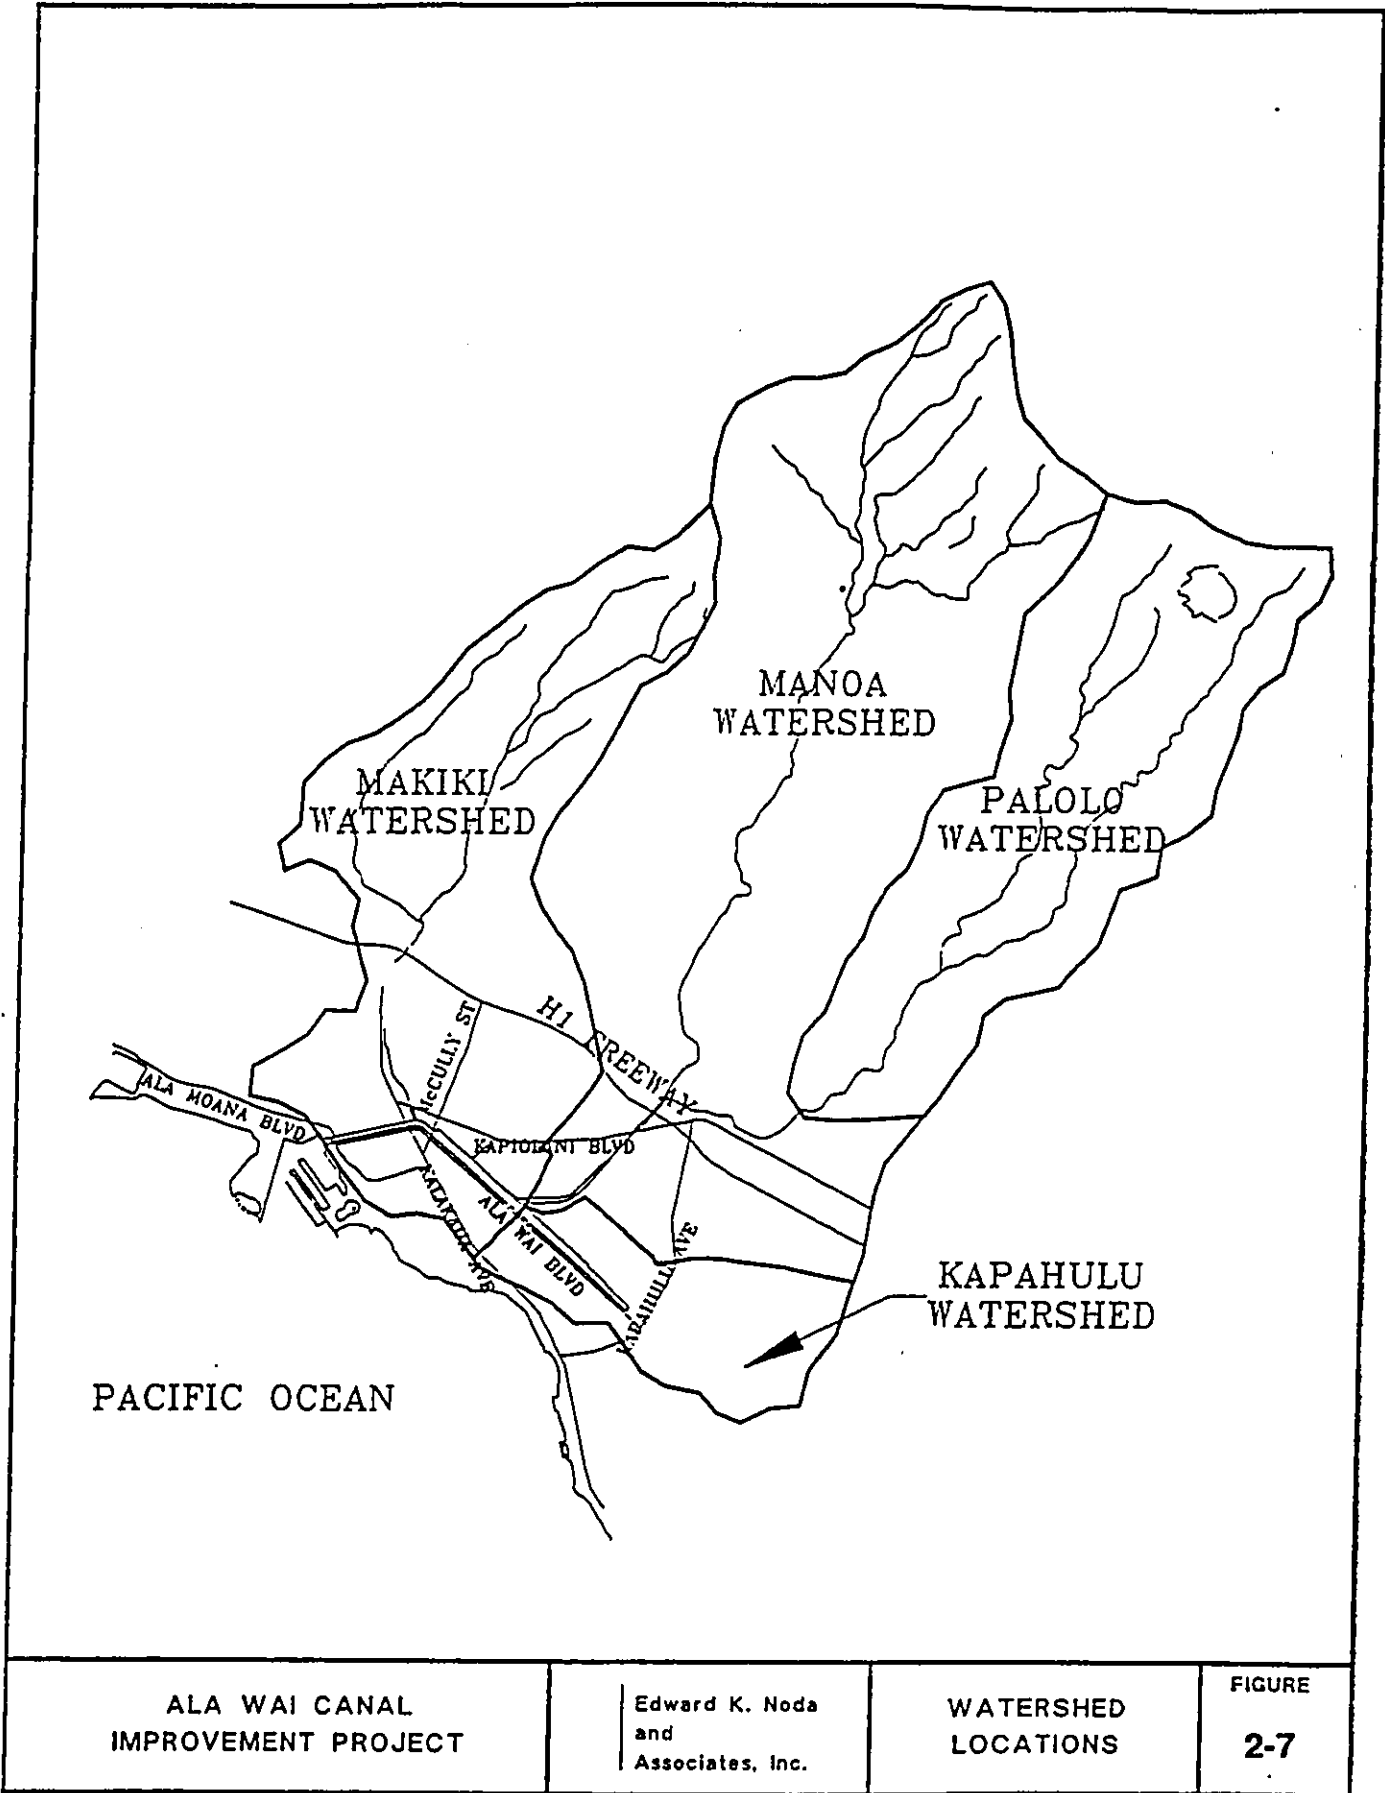 MANOA
WATERSHED
MAKIKI
WATERSHED
PALOLO
WATERSHED
H1 FREEWAY
McCULLY ST
ALA MOANA BLVD
KAPIOLANI BLVD
KALAKAUA AVE
ALA WAI BLVD
KAPAHULU AVE
KAPAHULU
WATERSHED
PACIFIC OCEAN
ALA WAI CANAL
IMPROVEMENT PROJECT
Edward K. Noda
and
Associates, Inc.
WATERSHED
LOCATIONS
FIGURE
2-7